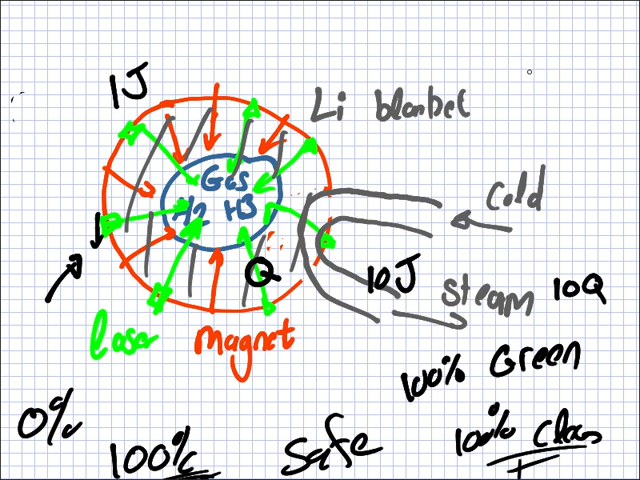 1J
Li blanket
Gas
H2 H3
Cold
Q
10J
steam
10Q
laser
magnet
100% Green
0%
100%
Safe
100% Clean